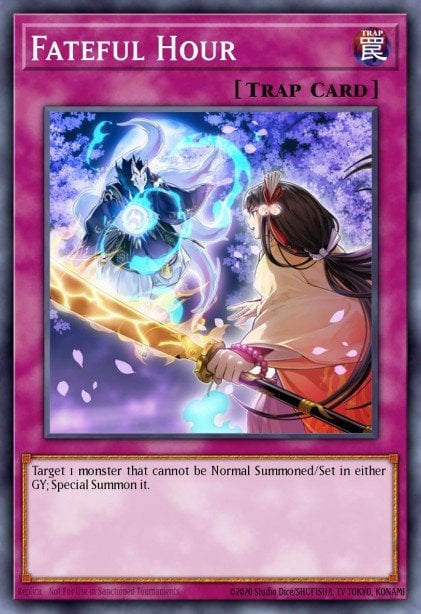 Fateful Hour
TRAP
罠
[Trap Card]
Target 1 monster that cannot be Normal Summoned/Set in either
GY; Special Summon it.
Replica - Not For Use in Sanctioned Tournaments
©2020 Studio Dice/SHUEISHA, TV TOKYO, KONAMI